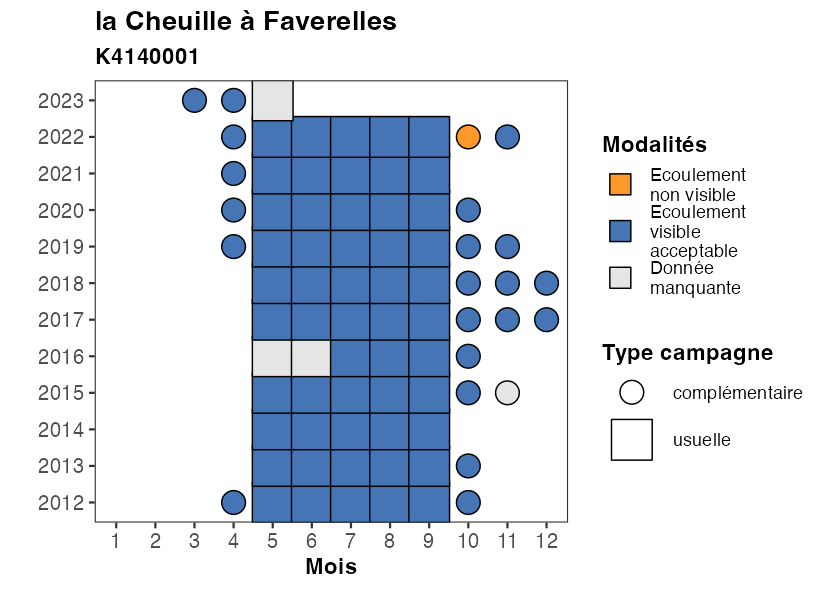 la Cheuille à Faverelles
K4140001
2023
2022
2021
2020
2019
2018
2017
2016
2015
2014
2013
2012
1 2 3 4 5 6 7 8 9 10 11 12
Mois
Modalités
Ecoulement
non visible
Ecoulement
visible
acceptable
Donnée
manquante
Type campagne
complémentaire
usuelle